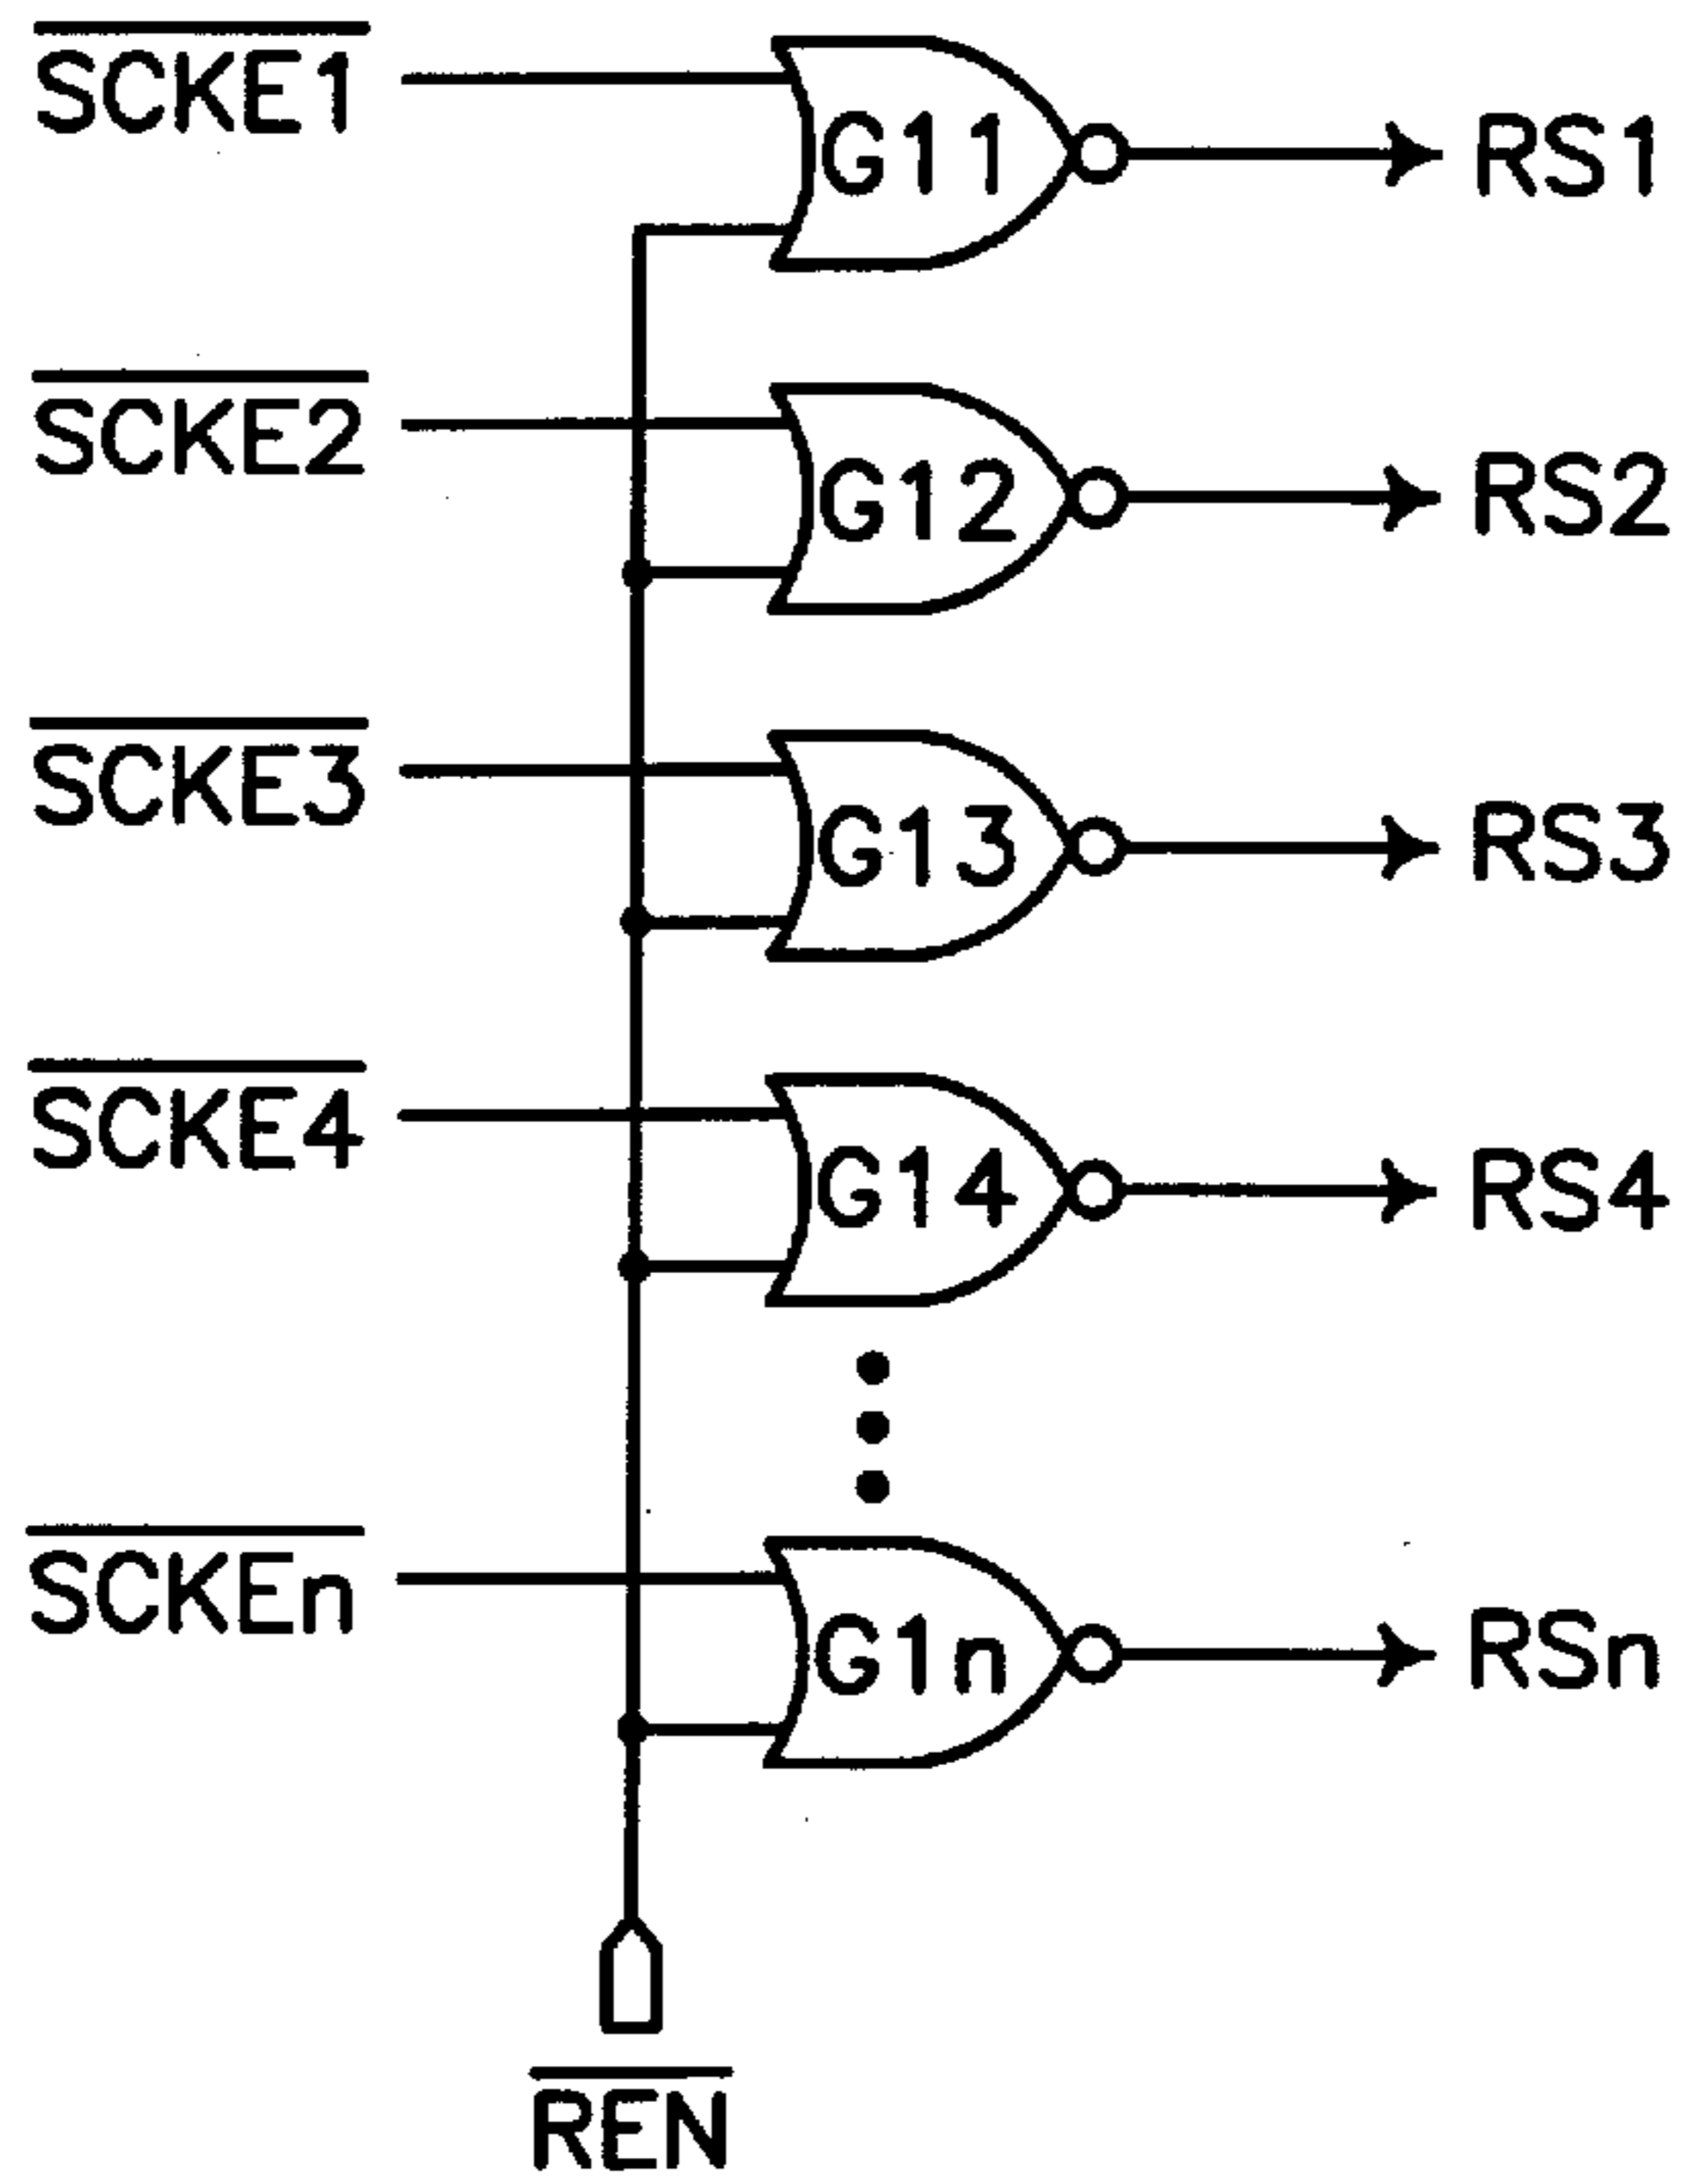 SCKE1
G11
RS1
SCKE2
G12
RS2
SCKE3
G13
RS3
SCKE4
G14
RS4
SCKEn
G1n
RSn
REN